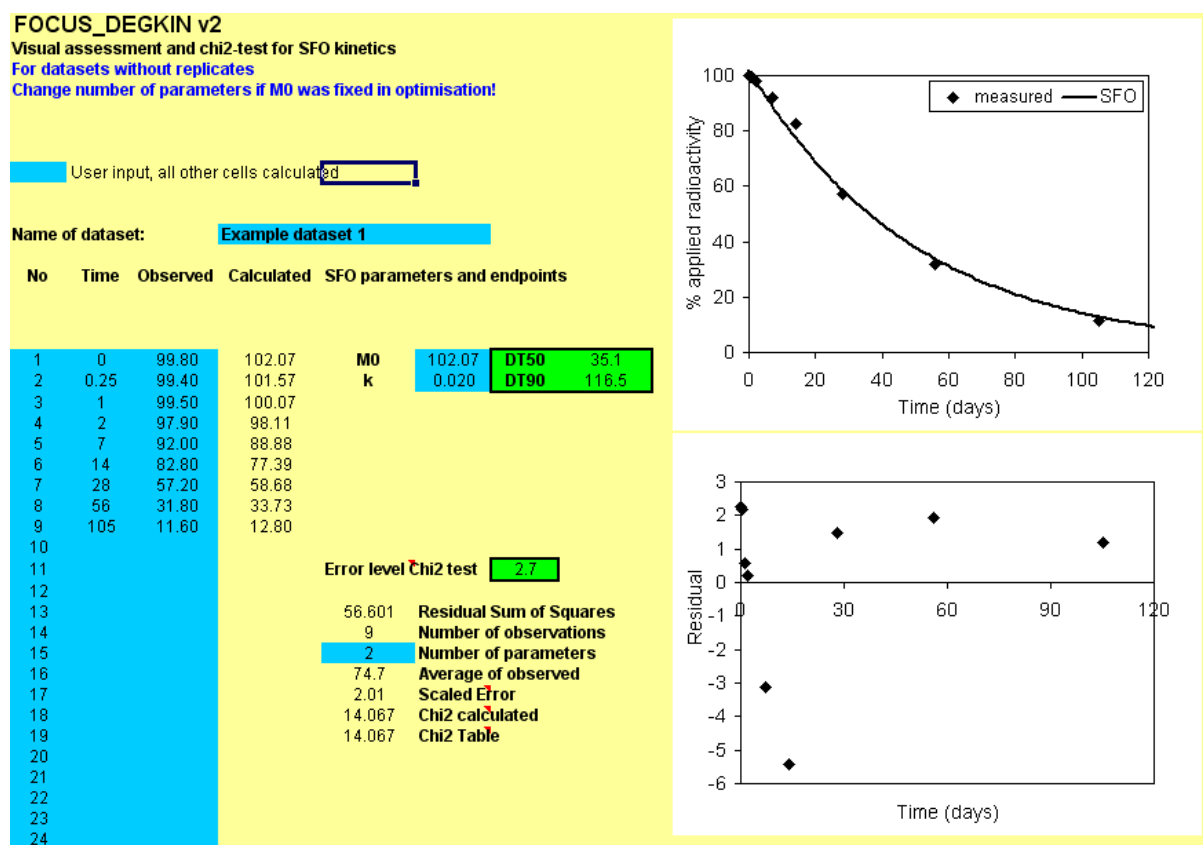 FOCUS_DEGKIN v2
Visual assessment and chi2-test for SFO kinetics
For datasets without replicates
Change number of parameters if M0 was fixed in optimisation!
User input, all other cells calculated
Name of dataset: Example dataset 1
No Time Observed Calculated SFO parameters and endpoints
1 0 99.80 102.07 M0 102.07 DT50 35.1
2 0.25 99.40 101.57 k 0.020 DT90 116.5
3 1 99.50 100.07
4 2 97.90 98.11
5 7 92.00 88.88
6 14 82.80 77.39
7 28 57.20 58.68
8 56 31.80 33.73
9 105 11.60 12.80
10
11 Error level Chi2 test 2.7
12
13 56.601 Residual Sum of Squares
14 9 Number of observations
15 2 Number of parameters
16 74.7 Average of observed
17 2.01 Scaled Error
18 14.067 Chi2 calculated
19 14.067 Chi2 Table
20
21
22
23
24
measured SFO
% applied radioactivity
100
80
60
40
20
0
0 20 40 60 80 100 120
Time (days)
Residual
3
2
1
0
-1
-2
-3
-4
-5
-6
0 30 60 90 120
Time (days)